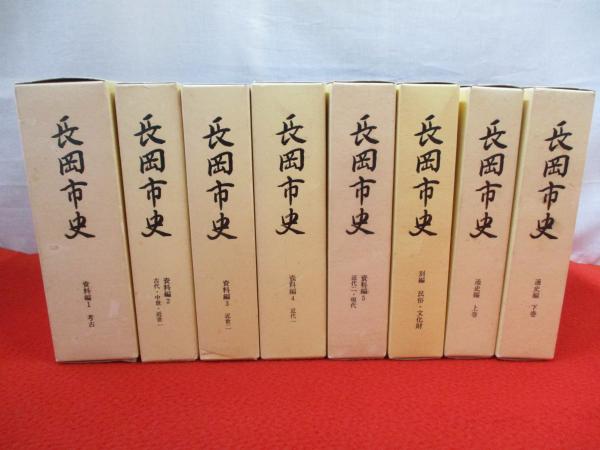 長岡市史
資料編1 考古
長岡市史
資料編2
古代・中世・近世一
長岡市史
資料編3 近世二
長岡市史
資料編4 近代一
長岡市史
資料編5
近代二・現代
長岡市史
別編 民俗・文化財
長岡市史
通史編 上巻
長岡市史
通史編 下巻